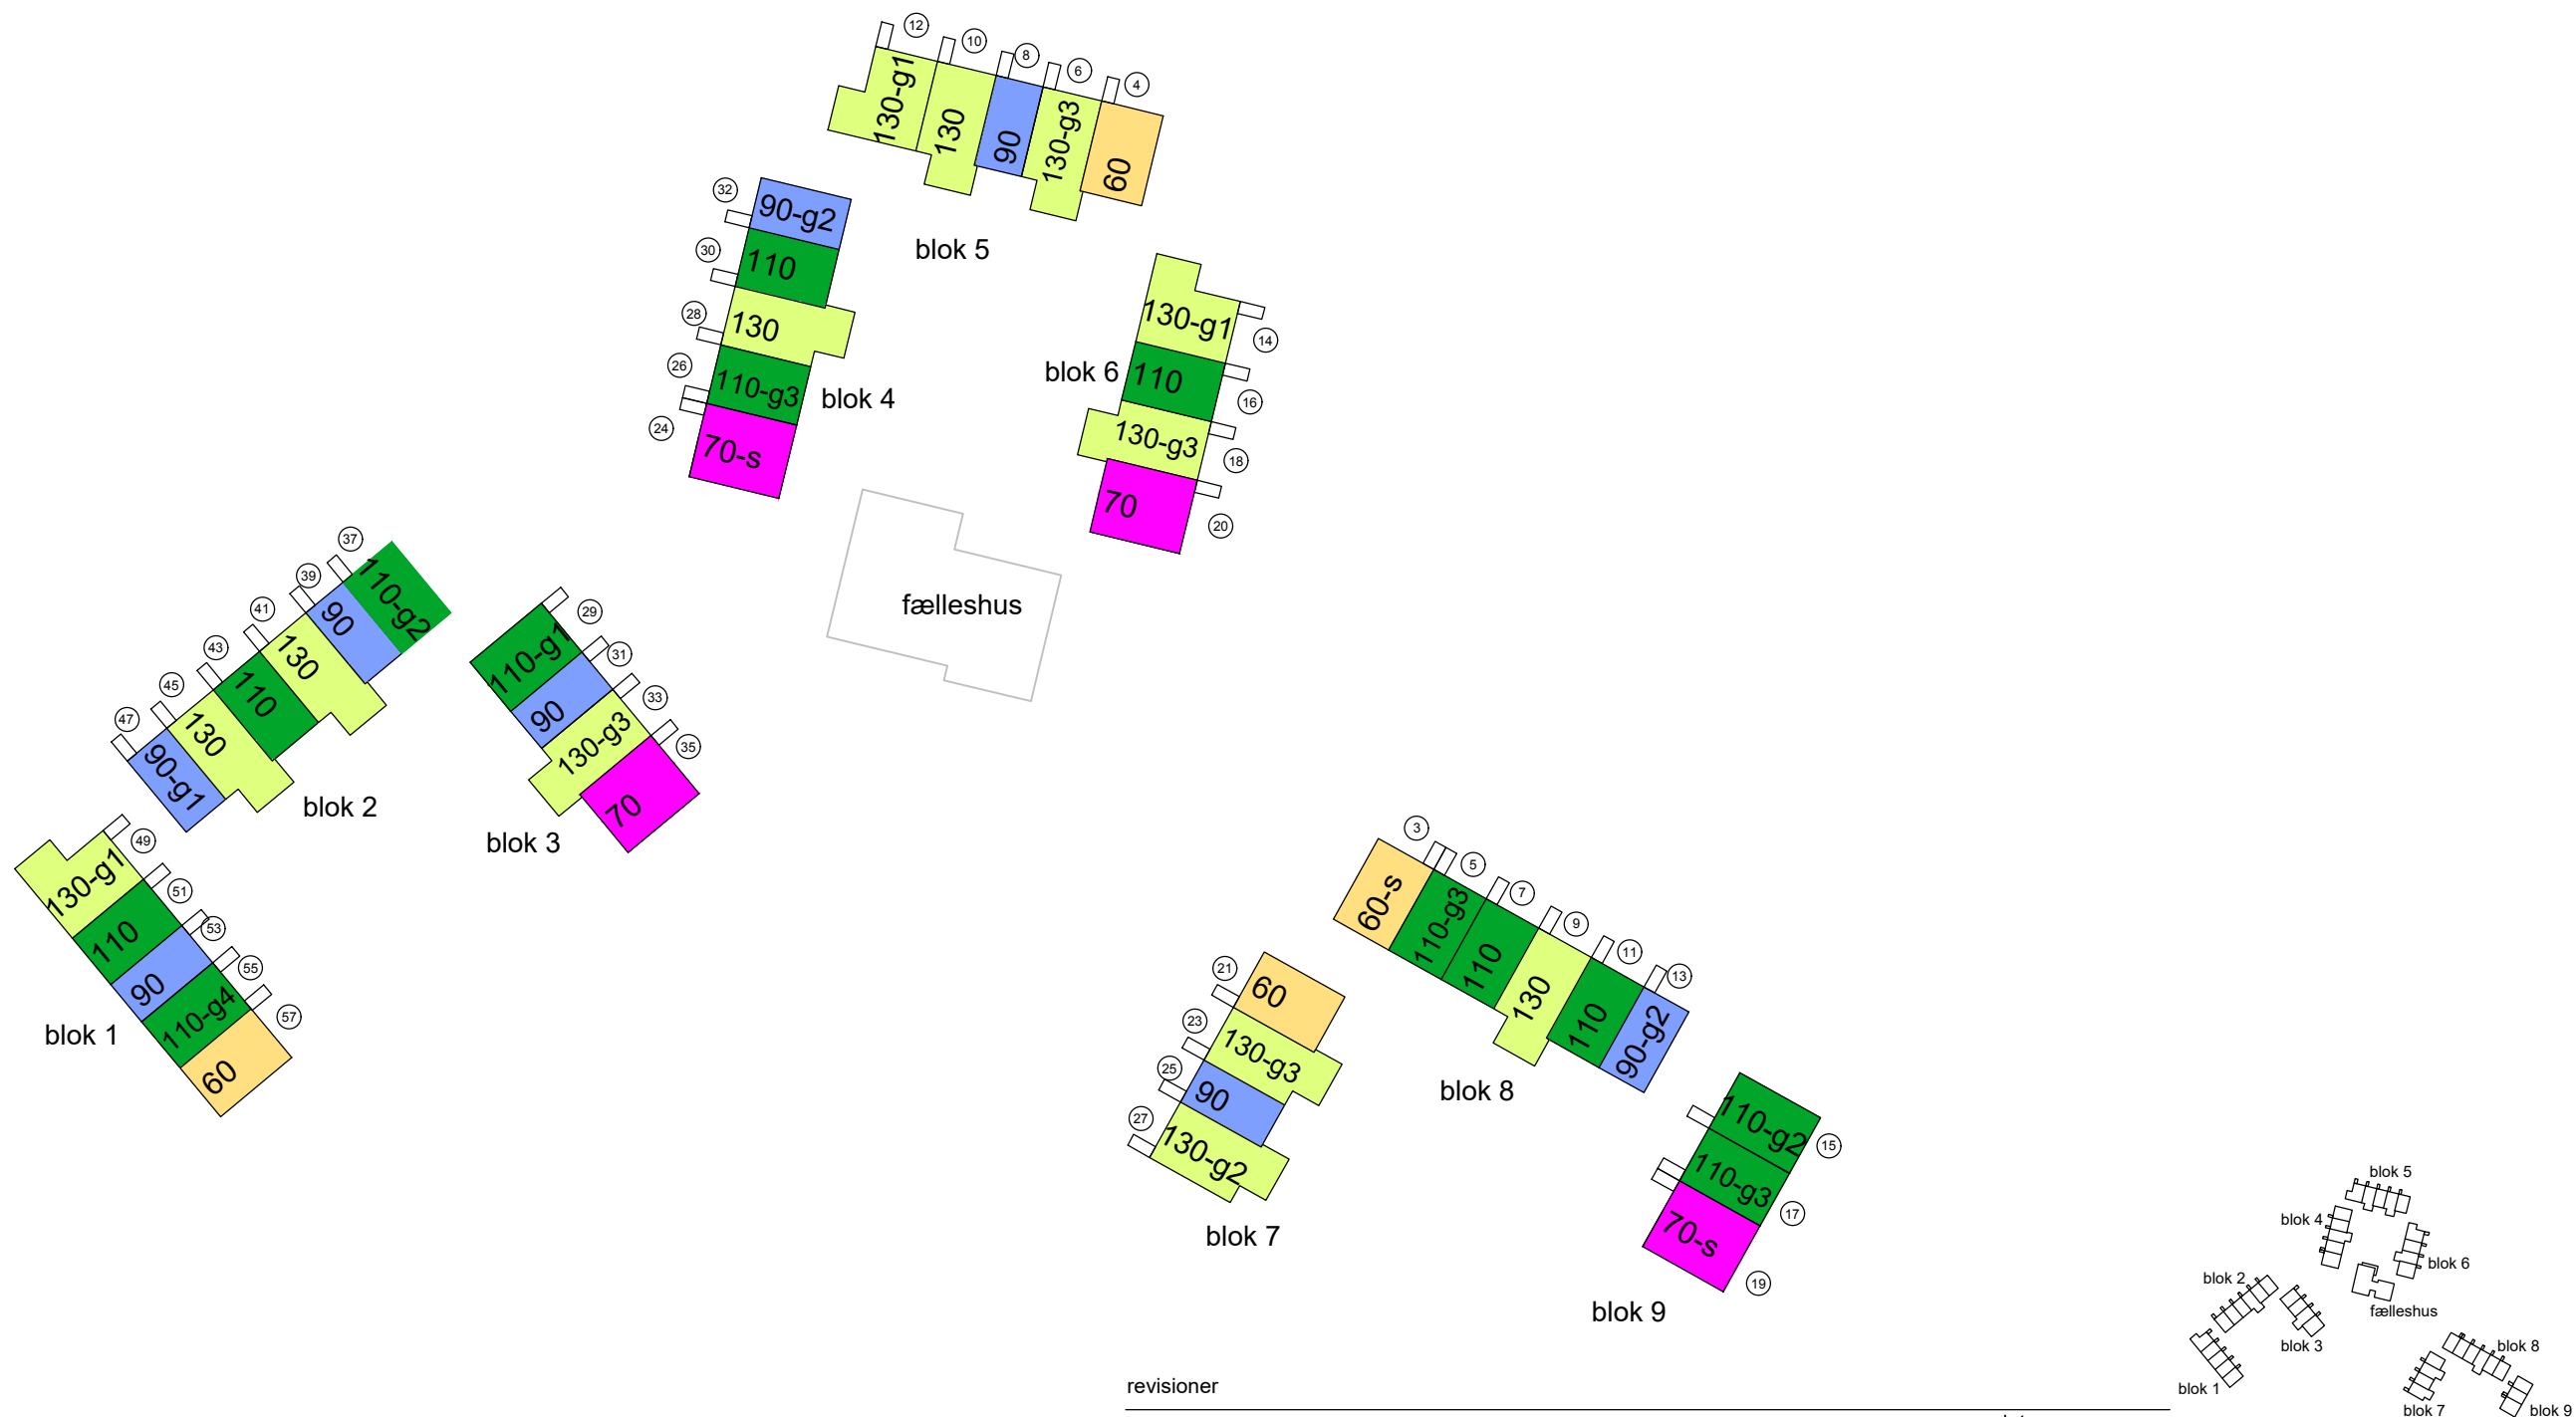 12
10
8
6
4
130-g1
130
90
130-g3
60
blok 5
32
30
28
26
24
90-g2
110
130
110-g3
70-s
blok 4
130-g1
110
130-g3
70
14
16
18
20
blok 6
fælleshus
37
39
41
43
45
47
110-g2
90
130
110
130
90-g1
blok 2
29
31
33
35
110-g1
90
130-g3
70
blok 3
49
51
53
55
57
130-g1
110
90
110-g4
60
blok 1
3
5
7
9
11
13
60-s
110-g3
110
130
110
90-g2
blok 8
21
23
25
27
60
130-g3
90
130-g2
blok 7
110-g2
110-g3
70-s
15
17
19
blok 9
revisioner
blok 5
blok 4
blok 6
blok 2
fælleshus
blok 3
blok 8
blok 1
blok 7
blok 9